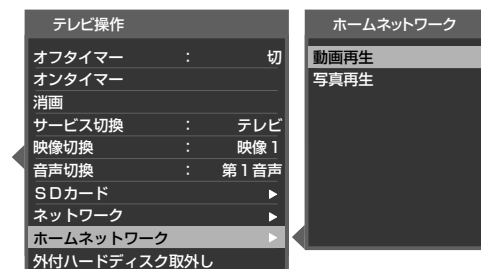 テレビ操作
オフタイマー : 切
オンタイマー
消画
サービス切換 : テレビ
映像切換 : 映像1
音声切換 : 第1音声
SDカード ▶
ネットワーク ▶
ホームネットワーク ▶
外付ハードディスク取外し
ホームネットワーク
動画再生
写真再生